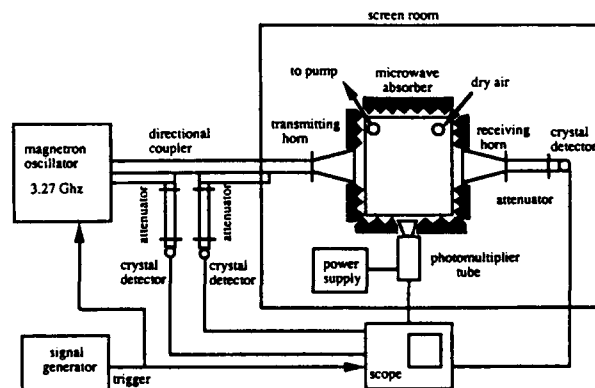 screen room
to pump
microwave
absorber
dry air
transmitting
horn
receiving
horn
crystal
detector
directional
coupler
magnetron
oscillator
3.27 Ghz
attenuator
attenuator
attenuator
crystal
detector
crystal
detector
power
supply
photomultiplier
tube
signal
generator
trigger
scope